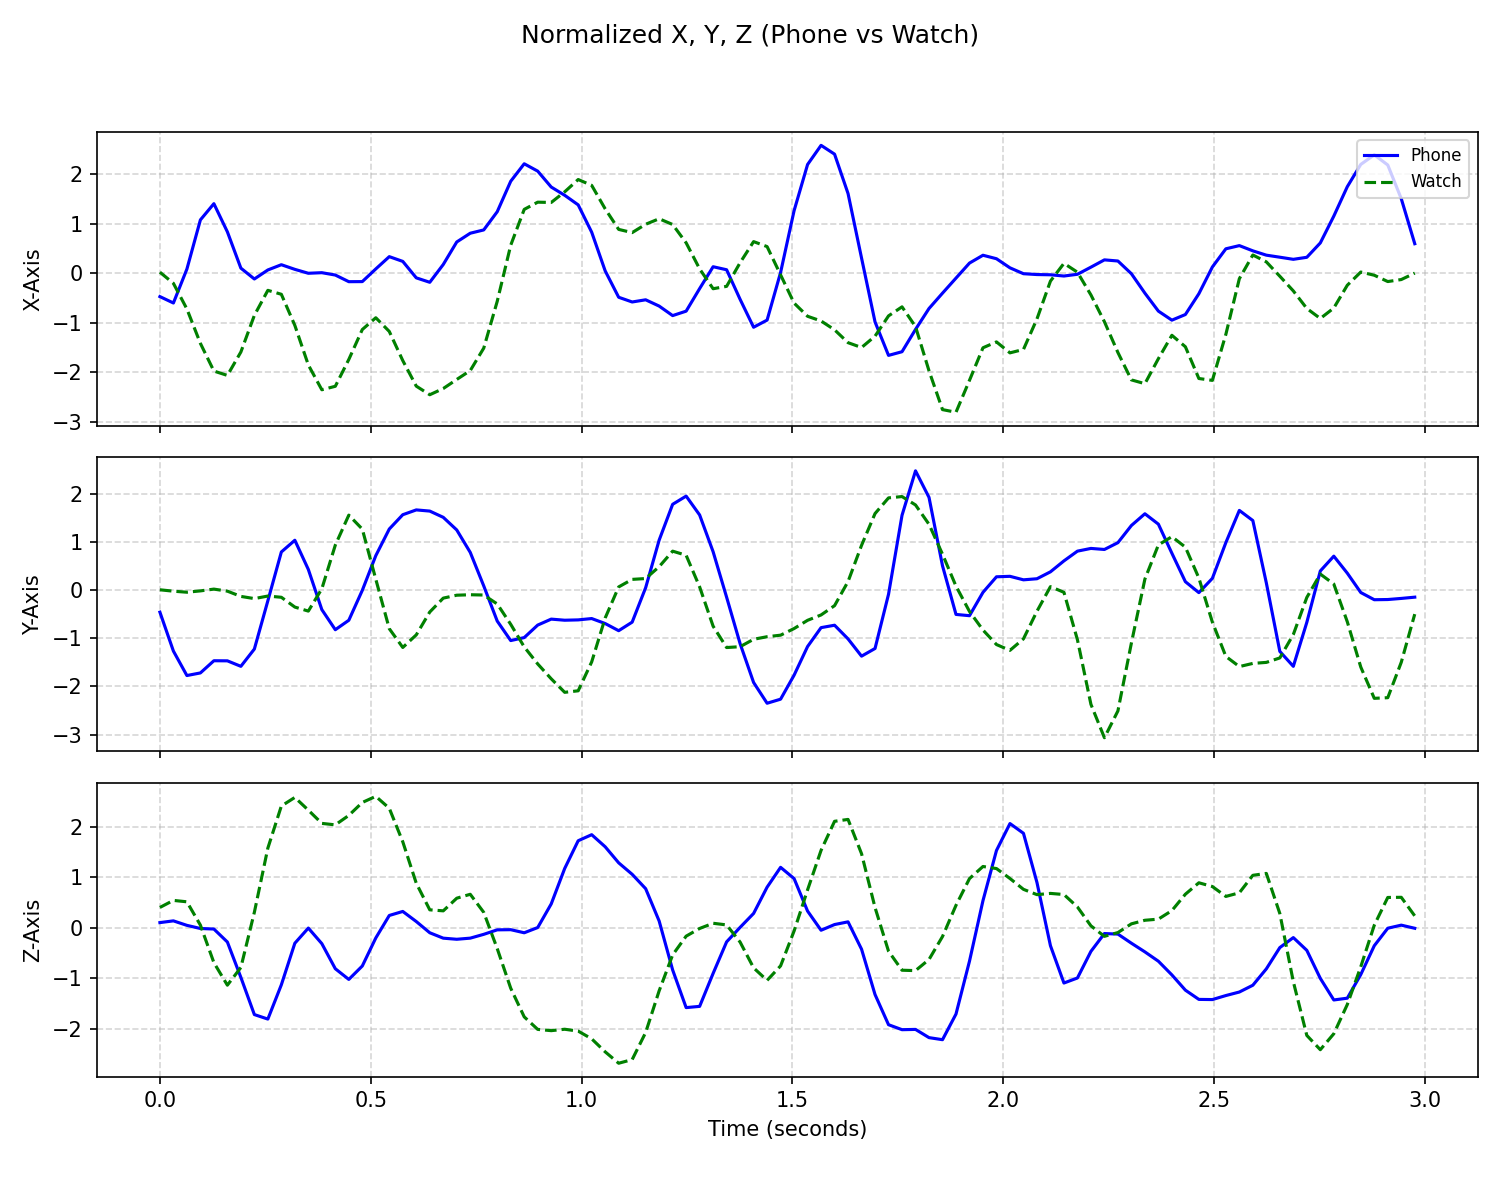 Normalized X, Y, Z (Phone vs Watch)
Phone
Watch
X-Axis
2
1
0
−1
−2
−3
Y-Axis
2
1
0
−1
−2
−3
Z-Axis
2
1
0
−1
−2
0.0 0.5 1.0 1.5 2.0 2.5 3.0
Time (seconds)